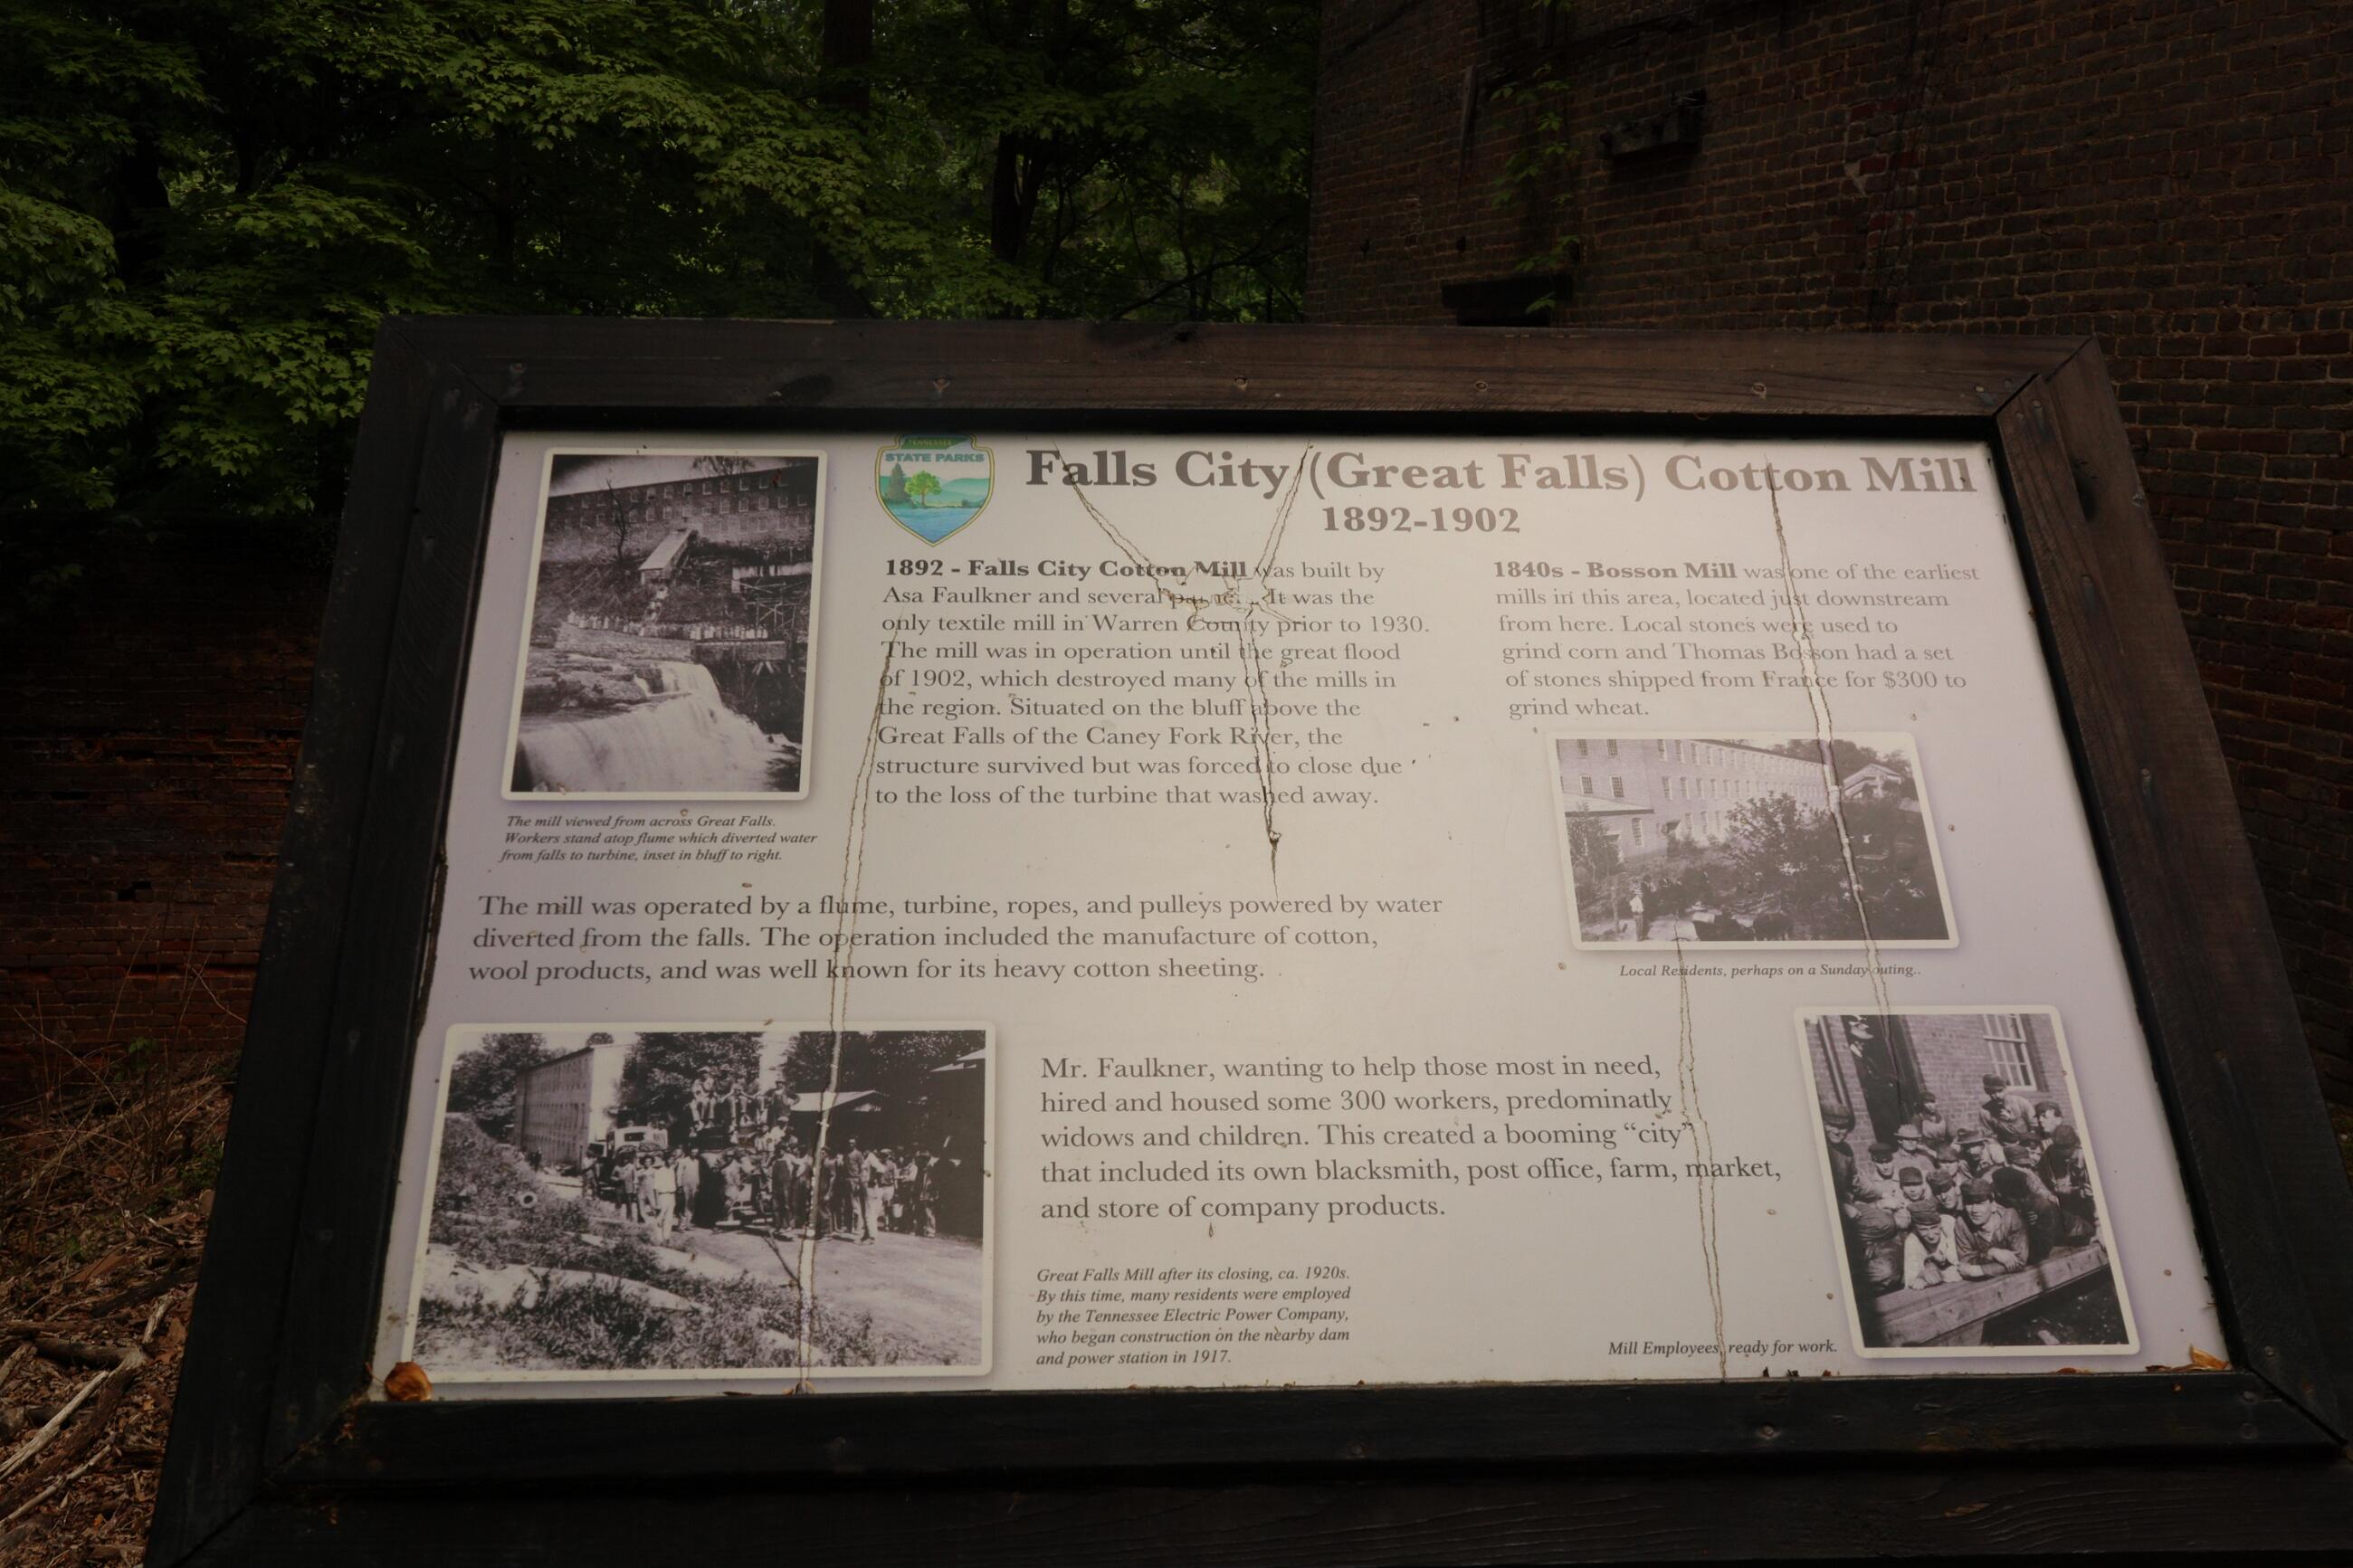 TENNESSEE
STATE PARKS
Falls City (Great Falls) Cotton Mill
1892-1902
1892 - Falls City Cotton Mill was built by
Asa Faulkner and several It was the
only textile mill in Warren County prior to 1930.
The mill was in operation until the great flood
of 1902, which destroyed many of the mills in
the region. Situated on the bluff above the
Great Falls of the Caney Fork River, the
structure survived but was forced to close due
to the loss of the turbine that washed away.
1840s - Bosson Mill was one of the earliest
mills in this area, located just downstream
from here. Local stones were used to
grind corn and Thomas Bosson had a set
of stones shipped from France for $300 to
grind wheat.
The mill viewed from across Great Falls.
Workers stand atop flume which diverted water
from falls to turbine, inset in bluff to right.
The mill was operated by a flume, turbine, ropes, and pulleys powered by water
diverted from the falls. The operation included the manufacture of cotton,
wool products, and was well known for its heavy cotton sheeting.
Local Residents, perhaps on a Sunday outing..
Mr. Faulkner, wanting to help those most in need,
hired and housed some 300 workers, predominatly
widows and children. This created a booming “city”
that included its own blacksmith, post office, farm, market,
and store of company products.
Great Falls Mill after its closing, ca. 1920s.
By this time, many residents were employed
by the Tennessee Electric Power Company,
who began construction on the nearby dam
and power station in 1917.
Mill Employees, ready for work.